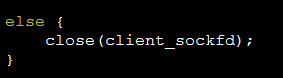 else {
    close(client_sockfd);
}